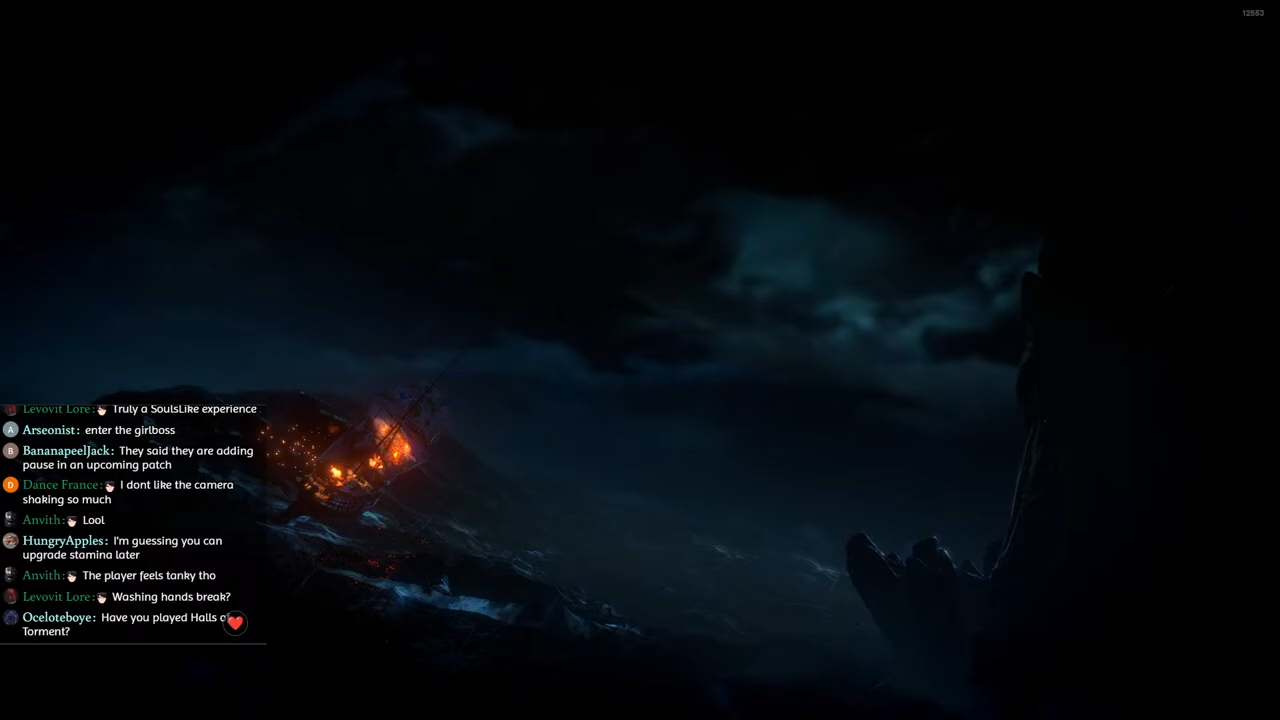 12553
Levovit Lore: Truly a SoulsLike experience
Arseonist: enter the girlboss
BananapeelJack: They said they are adding
pause in an upcoming patch
Dance France: I dont like the camera
shaking so much
Anvith: Lool
HungryApples: I'm guessing you can
upgrade stamina later
Anvith: The player feels tanky tho
Levovit Lore: Washing hands break?
Oceloteboye: Have you played Halls
Torment?